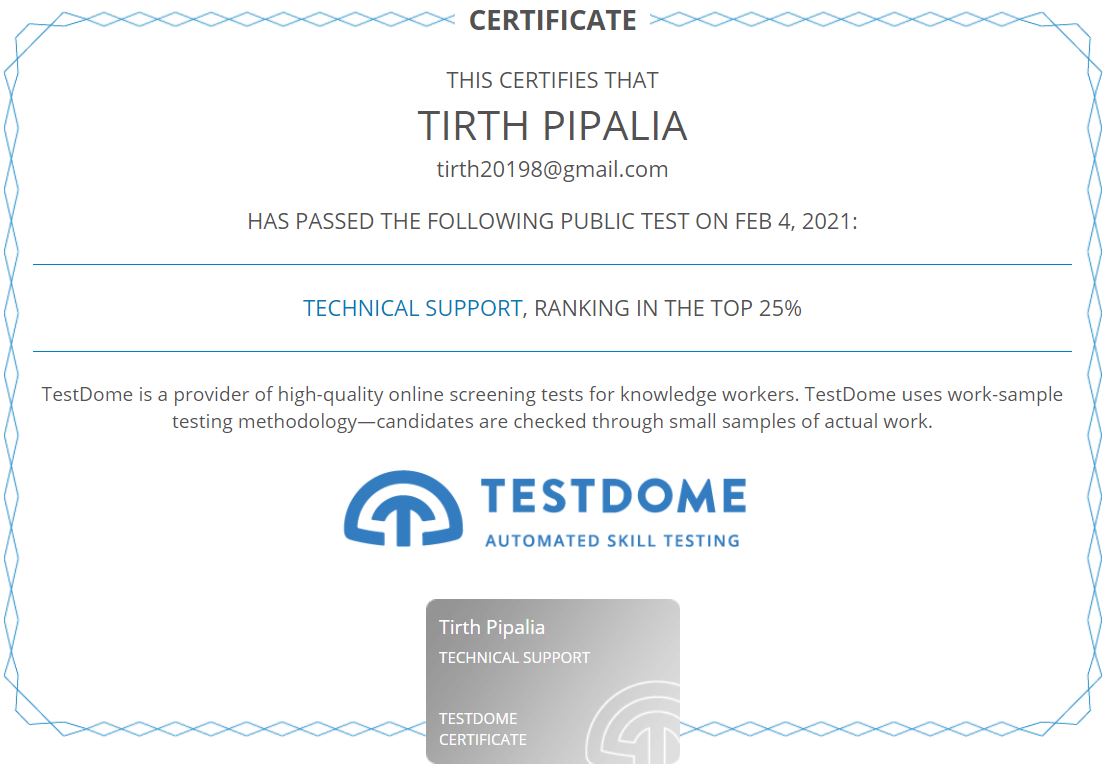 CERTIFICATE
THIS CERTIFIES THAT
TIRTH PIPALIA
tirth20198@gmail.com
HAS PASSED THE FOLLOWING PUBLIC TEST ON FEB 4, 2021:
TECHNICAL SUPPORT, RANKING IN THE TOP 25%
TestDome is a provider of high-quality online screening tests for knowledge workers. TestDome uses work-sample
testing methodology—candidates are checked through small samples of actual work.
TESTDOME
AUTOMATED SKILL TESTING
Tirth Pipalia
TECHNICAL SUPPORT
TESTDOME
CERTIFICATE